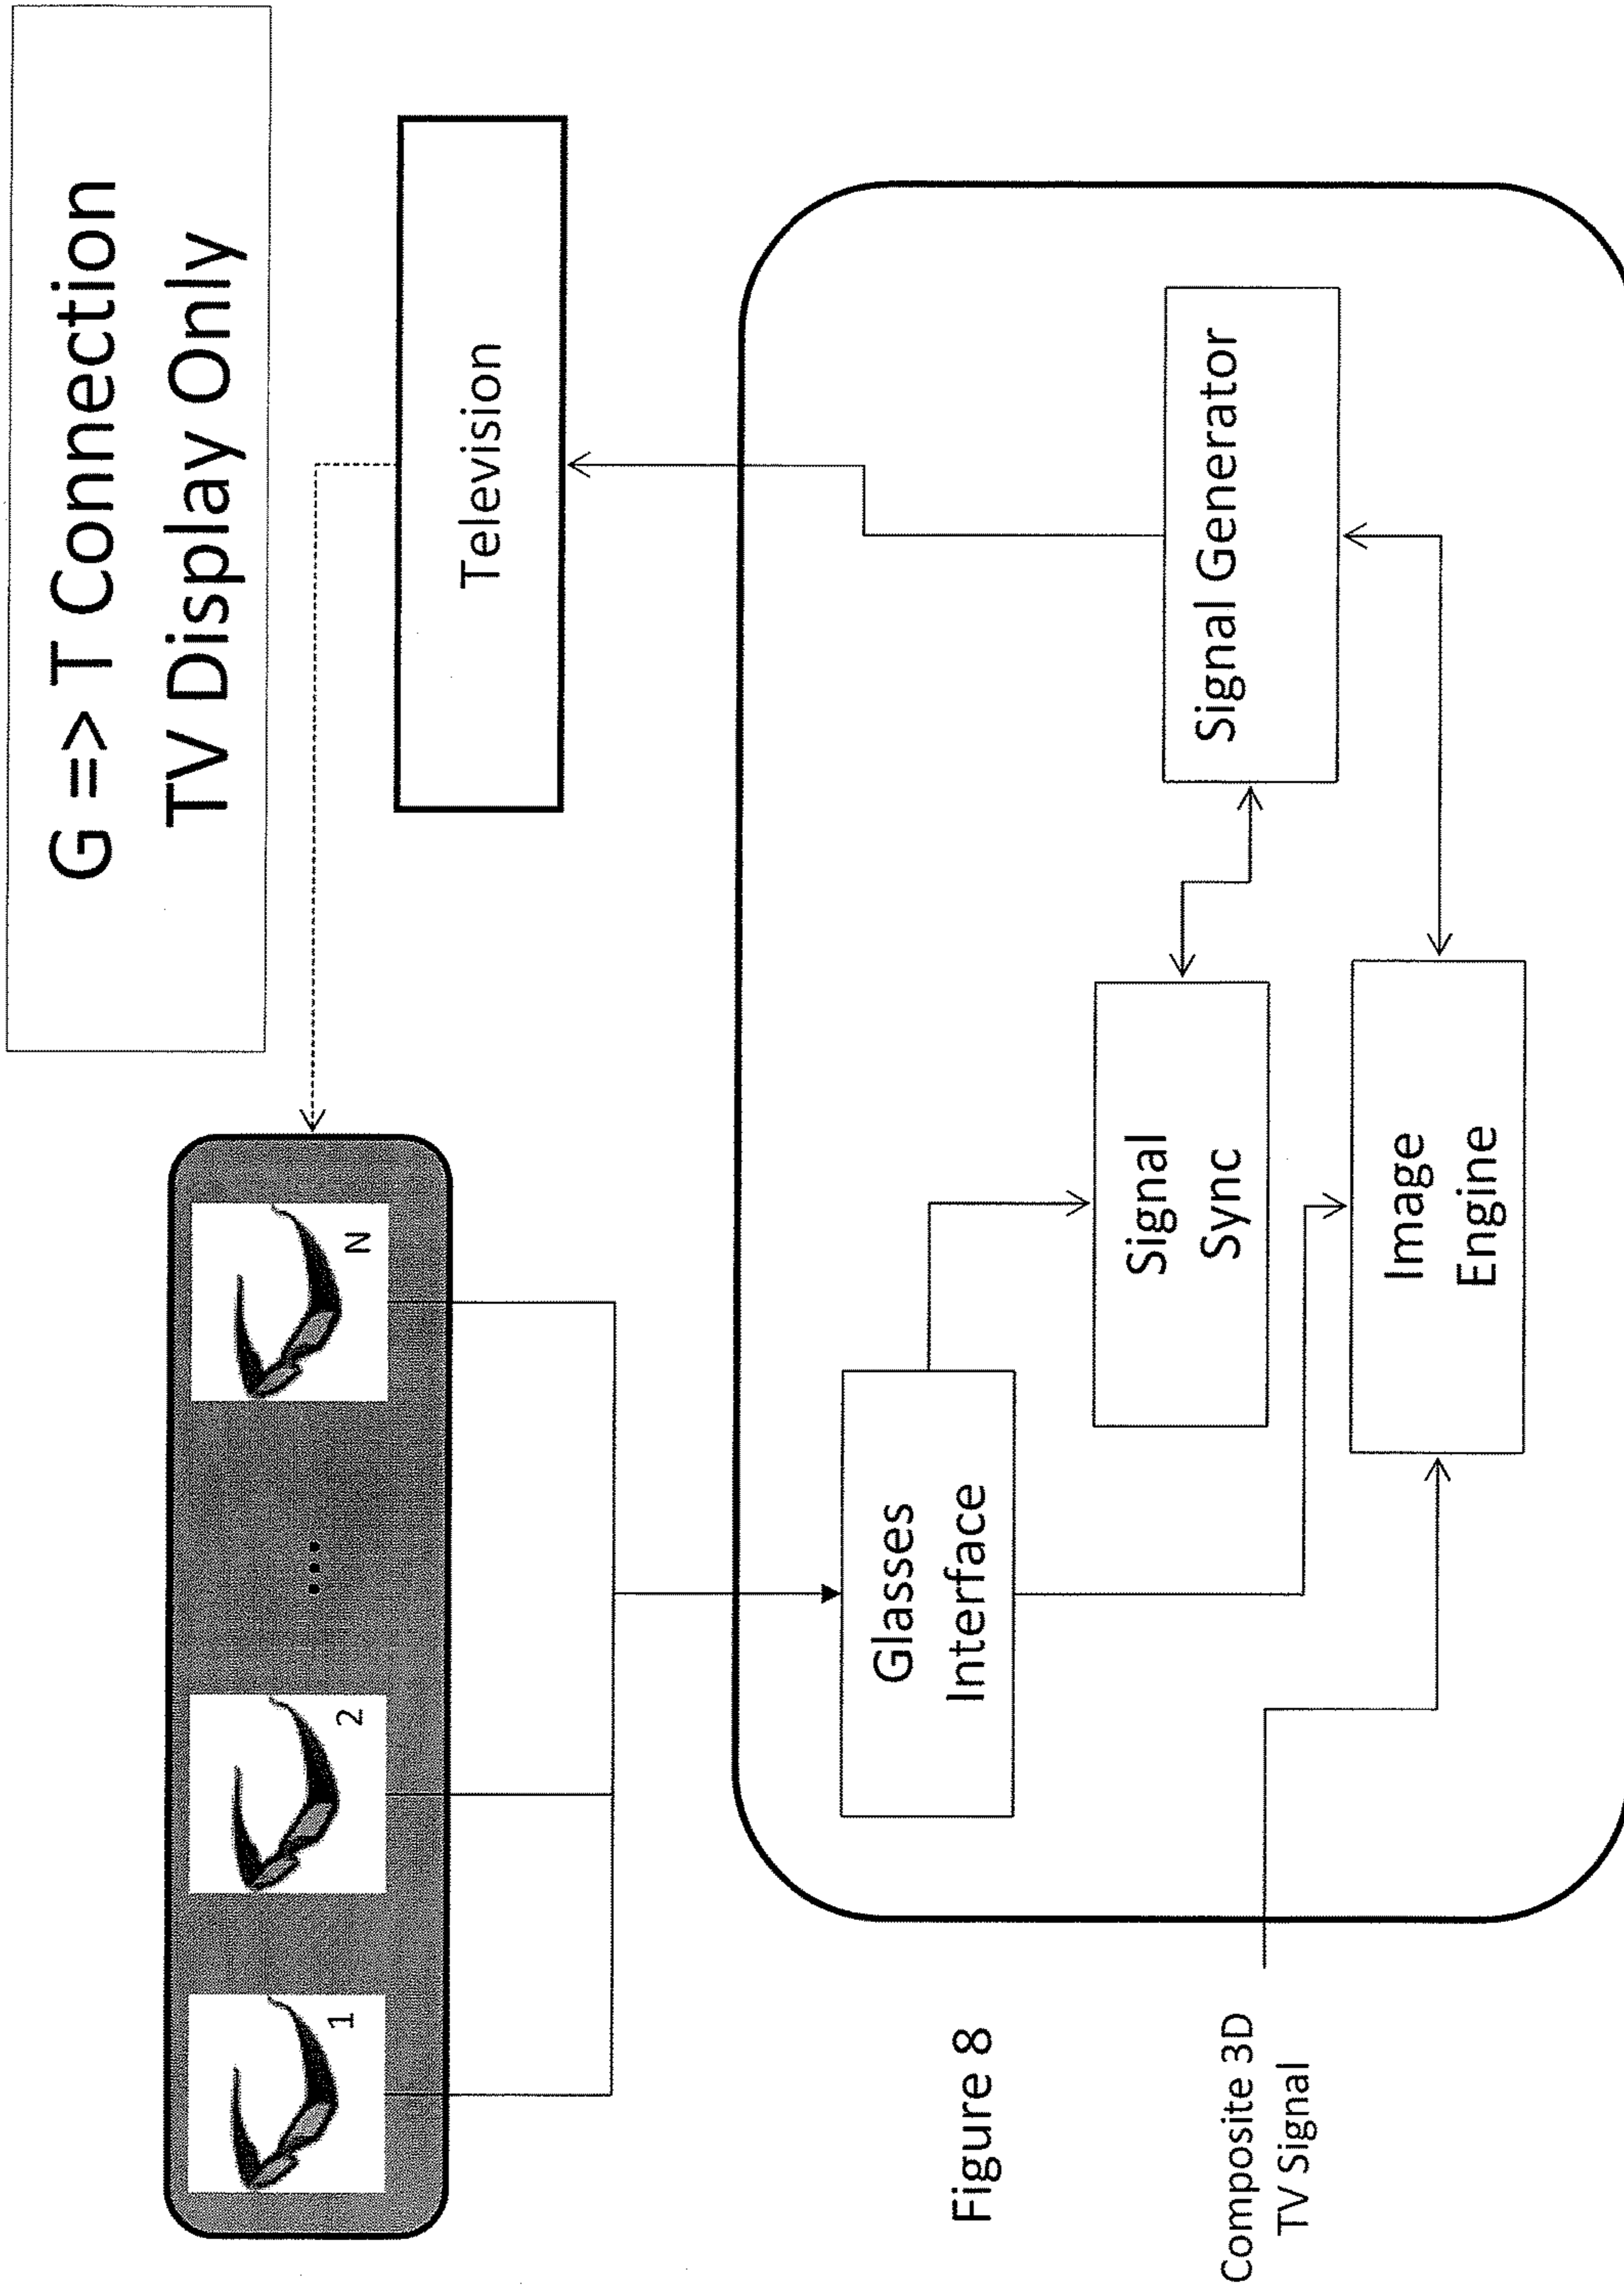 G => T Connection
TV Display Only
1
2
...
N
Television
Glasses
Interface
Signal
Sync
Signal Generator
Image
Engine
Figure 8
Composite 3D
TV Signal